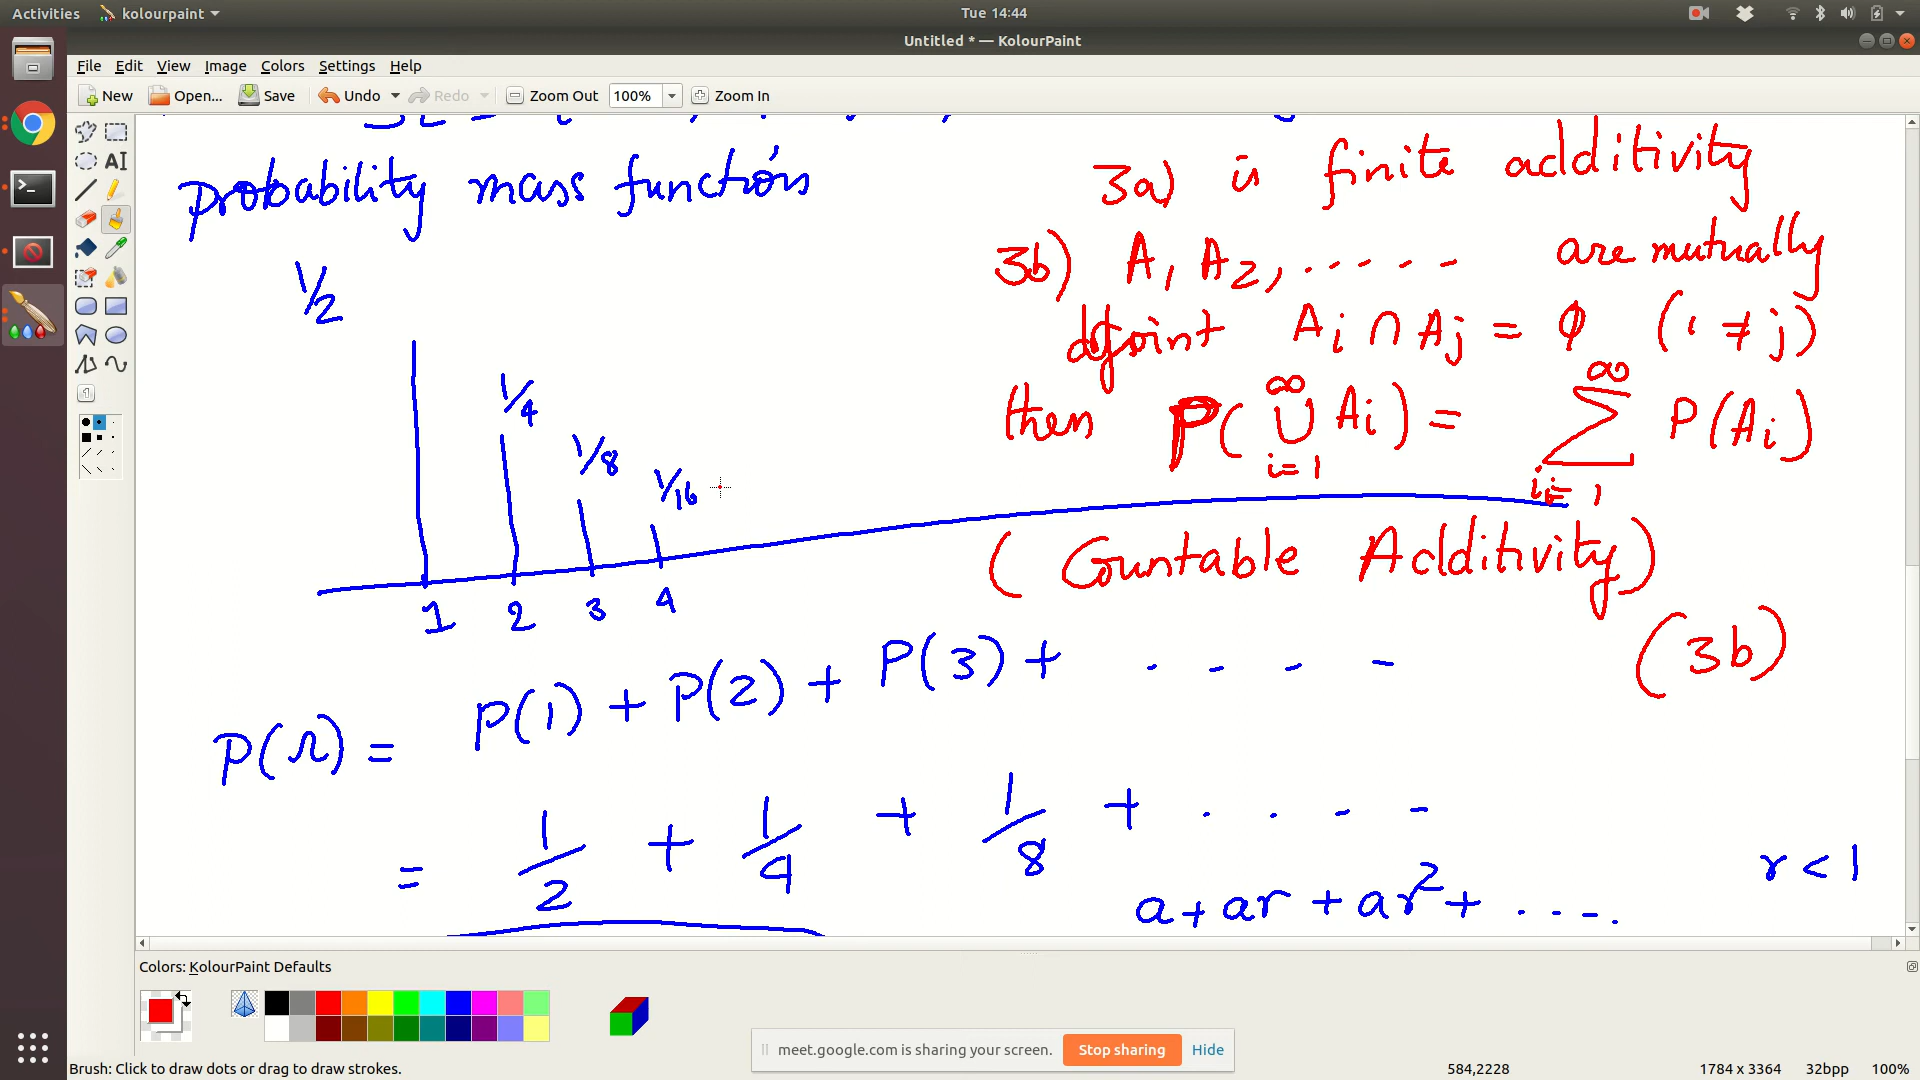 Activities kolourpaint Tue 14:44
Untitled * — KolourPaint
File Edit View Image Colors Settings Help
New Open... Save Undo Redo Zoom Out 100% Zoom In
probability mass function
1/2
1/4
1/8
1/16
1 2 3 4
3a) is finite additivity
3b) A1, A2, ..... are mutually
disjoint Ai ∩ Aj = φ (i ≠ j)
then P( ∞ ∪ i=1 Ai) = ∞ ∑ i=1 P(Ai)
(Countable Additivity)
(3b)
P(Ω) = P(1) + P(2) + P(3) + - - - -
= 1/2 + 1/4 + 1/8 + . . - -
r < 1
a + ar + ar² + .....
Colors: KolourPaint Defaults
meet.google.com is sharing your screen. Stop sharing Hide
Brush: Click to draw dots or drag to draw strokes. 584,2228 1784 x 3364 32bpp 100%